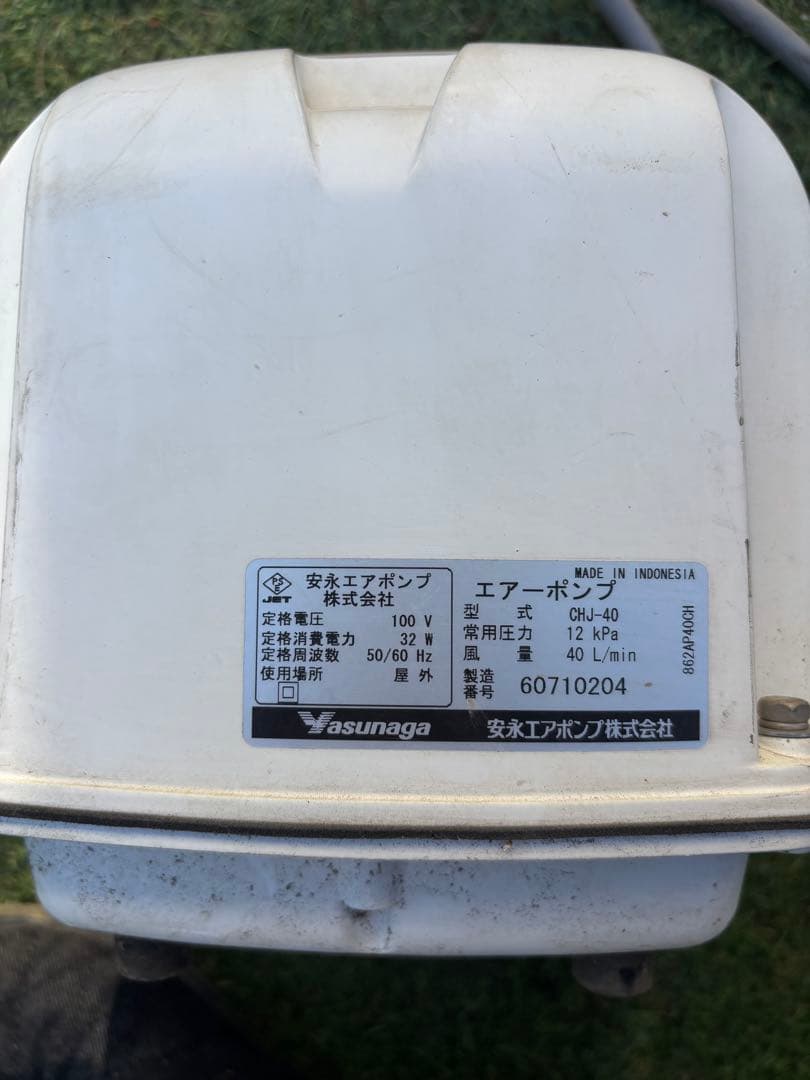 PS
E
JET
安永エアポンプ
株式会社
定格電圧 100 V
定格消費電力 32 W
定格周波数 50/60 Hz
使用場所 屋 外
MADE IN INDONESIA
エアーポンプ
型 式 CHJ-40
常用圧力 12 kPa
風 量 40 L/min
製造
番号 60710204
862AP40CH
Yasunaga 安永エアポンプ株式会社